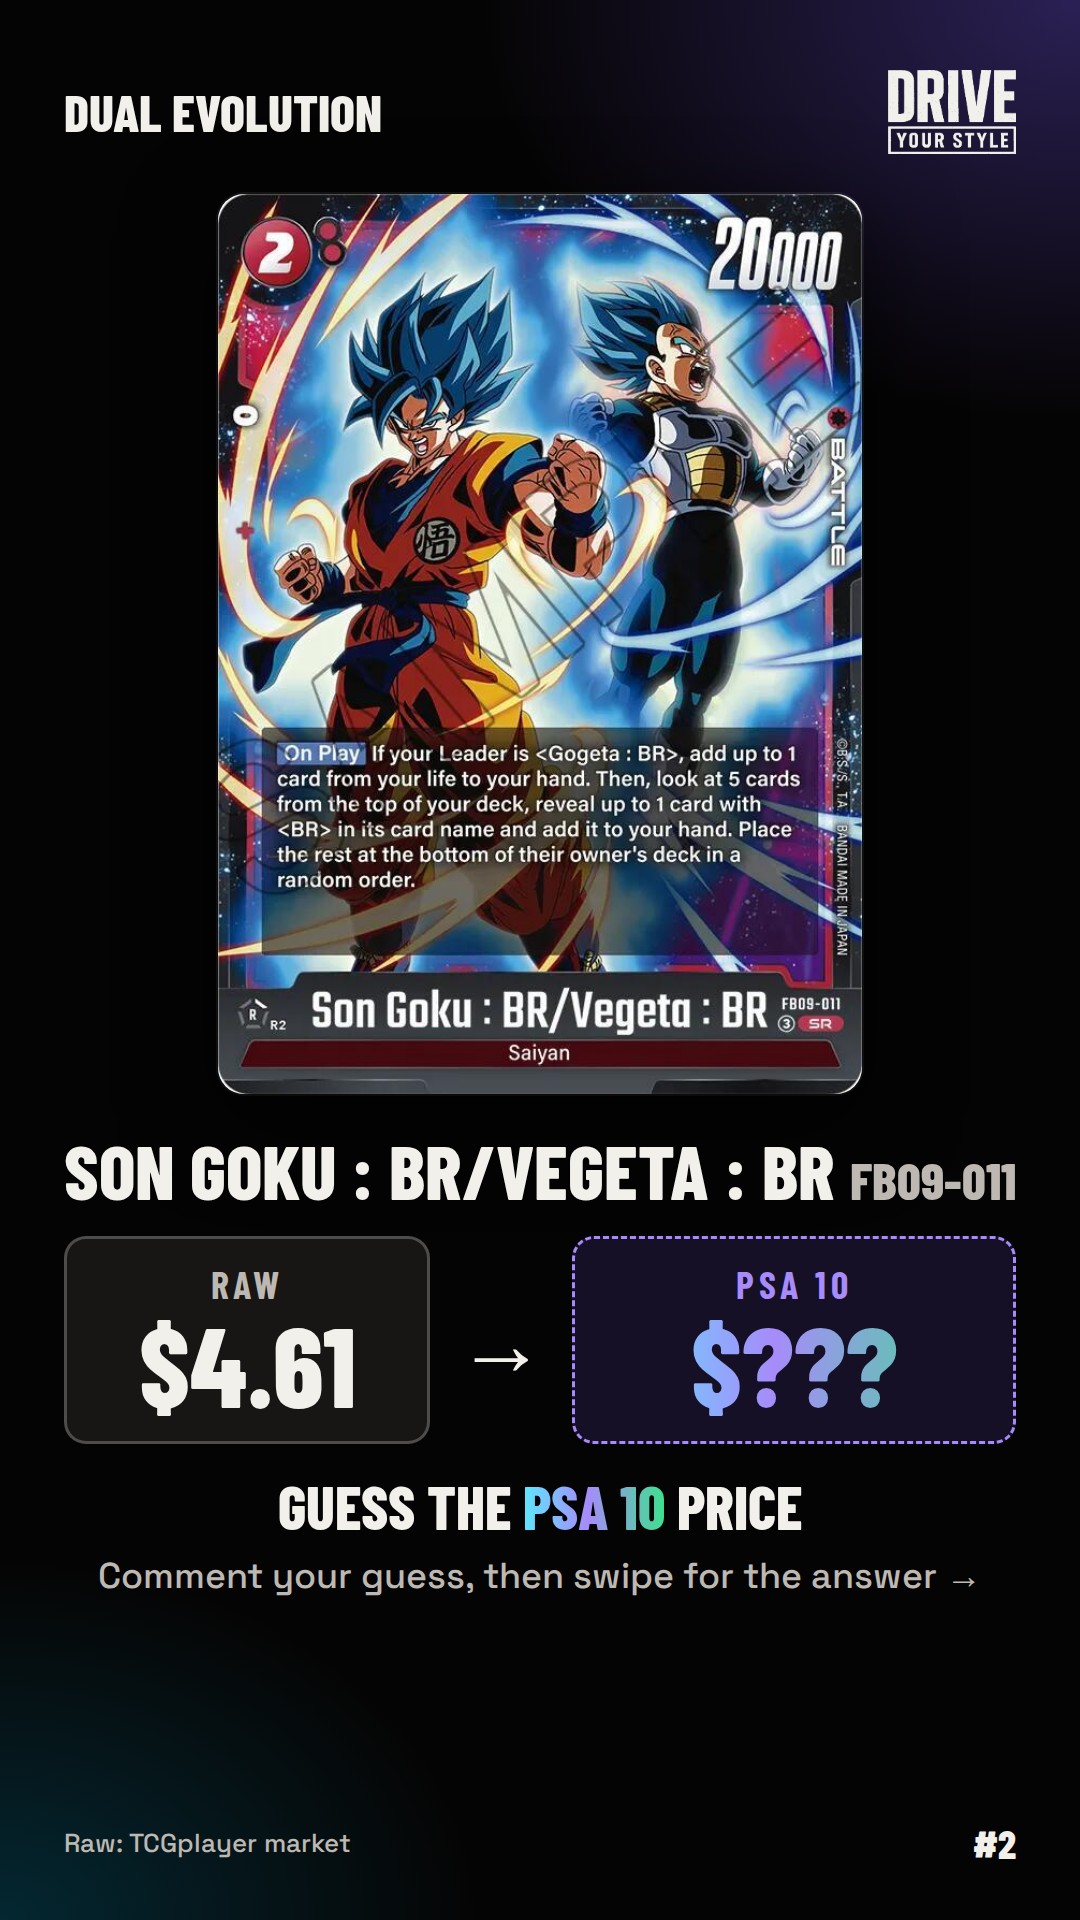 DUAL EVOLUTION
DRIVE
YOUR STYLE
2
20000
0
+
BATTLE
悟
On Play If your Leader is <Gogeta : BR>, add up to 1
card from your life to your hand. Then, look at 5 cards
from the top of your deck, reveal up to 1 card with
<BR> in its card name and add it to your hand. Place
the rest at the bottom of their owner's deck in a
random order.
©B.S./S., T.A. BANDAI MADE IN JAPAN
R
R2
Son Goku : BR/Vegeta : BR
FB09-011
3 SR
Saiyan
SON GOKU : BR/VEGETA : BR FB09-011
RAW
$4.61
→
PSA 10
$???
GUESS THE PSA 10 PRICE
Comment your guess, then swipe for the answer →
Raw: TCGplayer market
#2